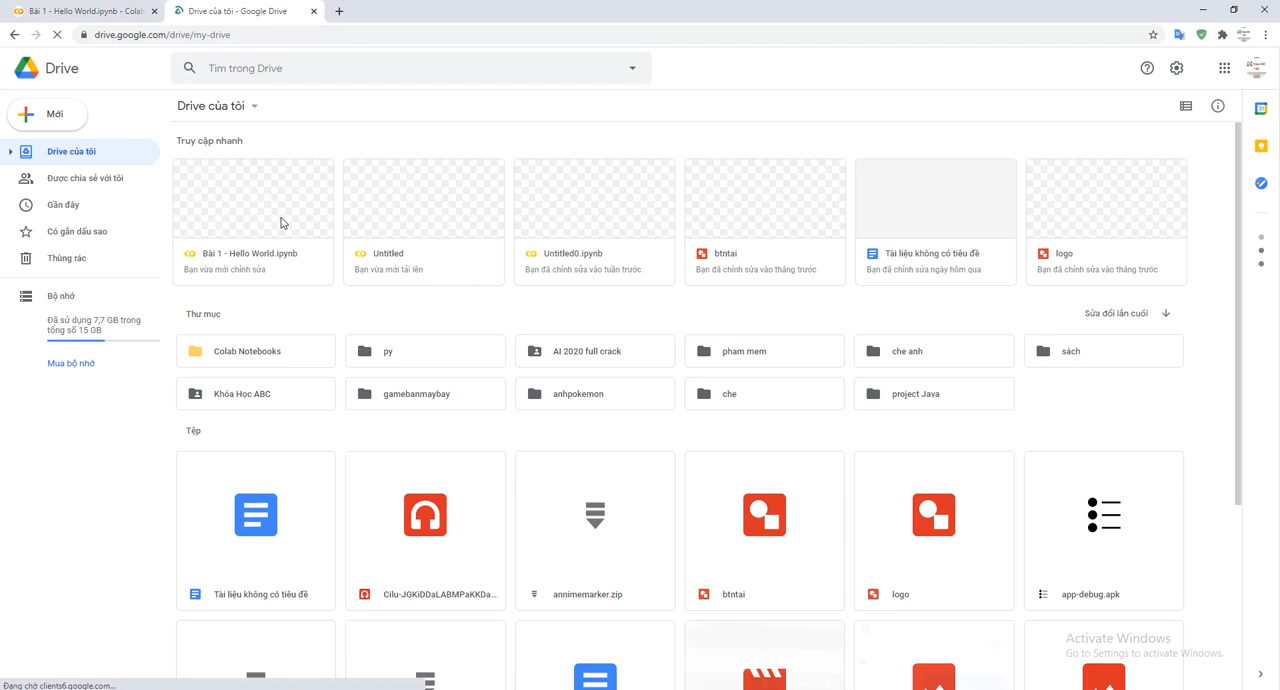 Bài 1 - Hello World.ipynb - Colab
Drive của tôi - Google Drive
drive.google.com/drive/my-drive
Drive
Tìm trong Drive
Mới
Drive của tôi
Được chia sẻ với tôi
Gần đây
Có gắn dấu sao
Thùng rác
Bộ nhớ
Đã sử dụng 7,7 GB trong
tổng số 15 GB
Mua bộ nhớ
Drive của tôi
Truy cập nhanh
Bài 1 - Hello World.ipynb
Bạn vừa mới chỉnh sửa
Untitled
Bạn vừa mới tải lên
Untitled0.ipynb
Bạn đã chỉnh sửa vào tuần trước
btntai
Bạn đã chỉnh sửa vào tháng trước
Tài liệu không có tiêu đề
Bạn đã chỉnh sửa ngày hôm qua
logo
Bạn đã chỉnh sửa vào tháng trước
Thư mục
Sửa đổi lần cuối
Colab Notebooks
py
AI 2020 full crack
pham mem
che anh
sách
Khóa Học ABC
gamebanmaybay
anhpokemon
che
project Java
Tệp
Tài liệu không có tiêu đề
Cilu-JGKiDDaLABMPaKKDa...
annimemarker.zip
btntai
logo
app-debug.apk
Activate Windows
Go to Settings to activate Windows.
Đang chờ clients6.google.com...